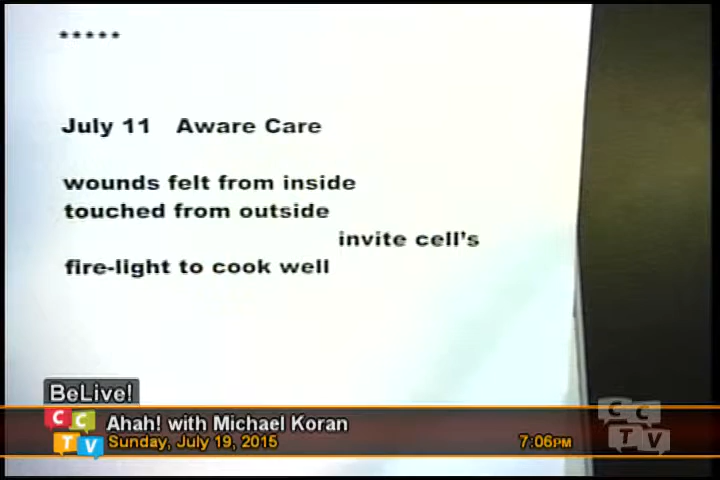 *****
July 11 Aware Care
wounds felt from inside
touched from outside
invite cell's
fire-light to cook well
BeLive!
CCTV
Ahah! with Michael Koran
Sunday, July 19, 2015
7:06PM
CCTV